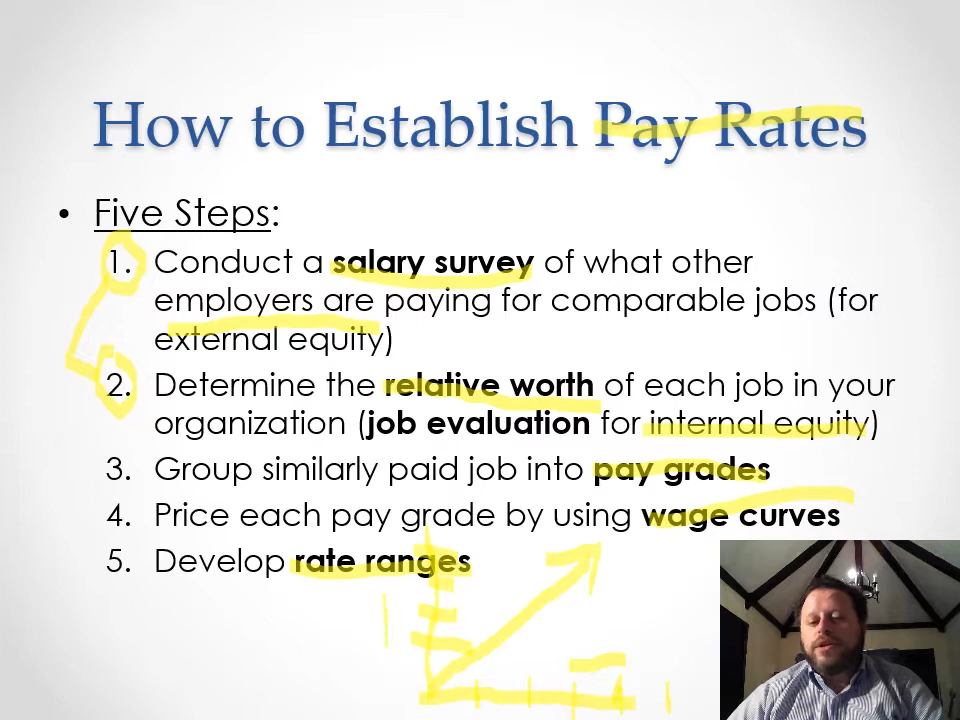 How to Establish Pay Rates
• Five Steps:
1. Conduct a salary survey of what other
employers are paying for comparable jobs (for
external equity)
2. Determine the relative worth of each job in your
organization (job evaluation for internal equity)
3. Group similarly paid job into pay grades
4. Price each pay grade by using wage curves
5. Develop rate ranges